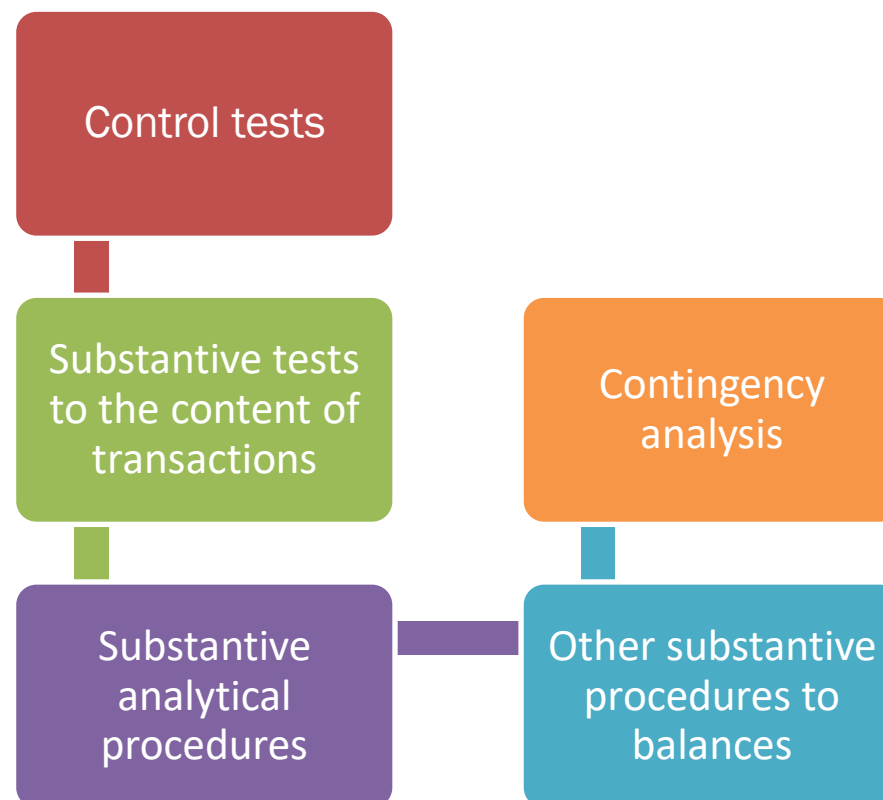 Control tests
Substantive tests
to the content of
transactions
Substantive
analytical
procedures
Other substantive
procedures to
balances
Contingency
analysis